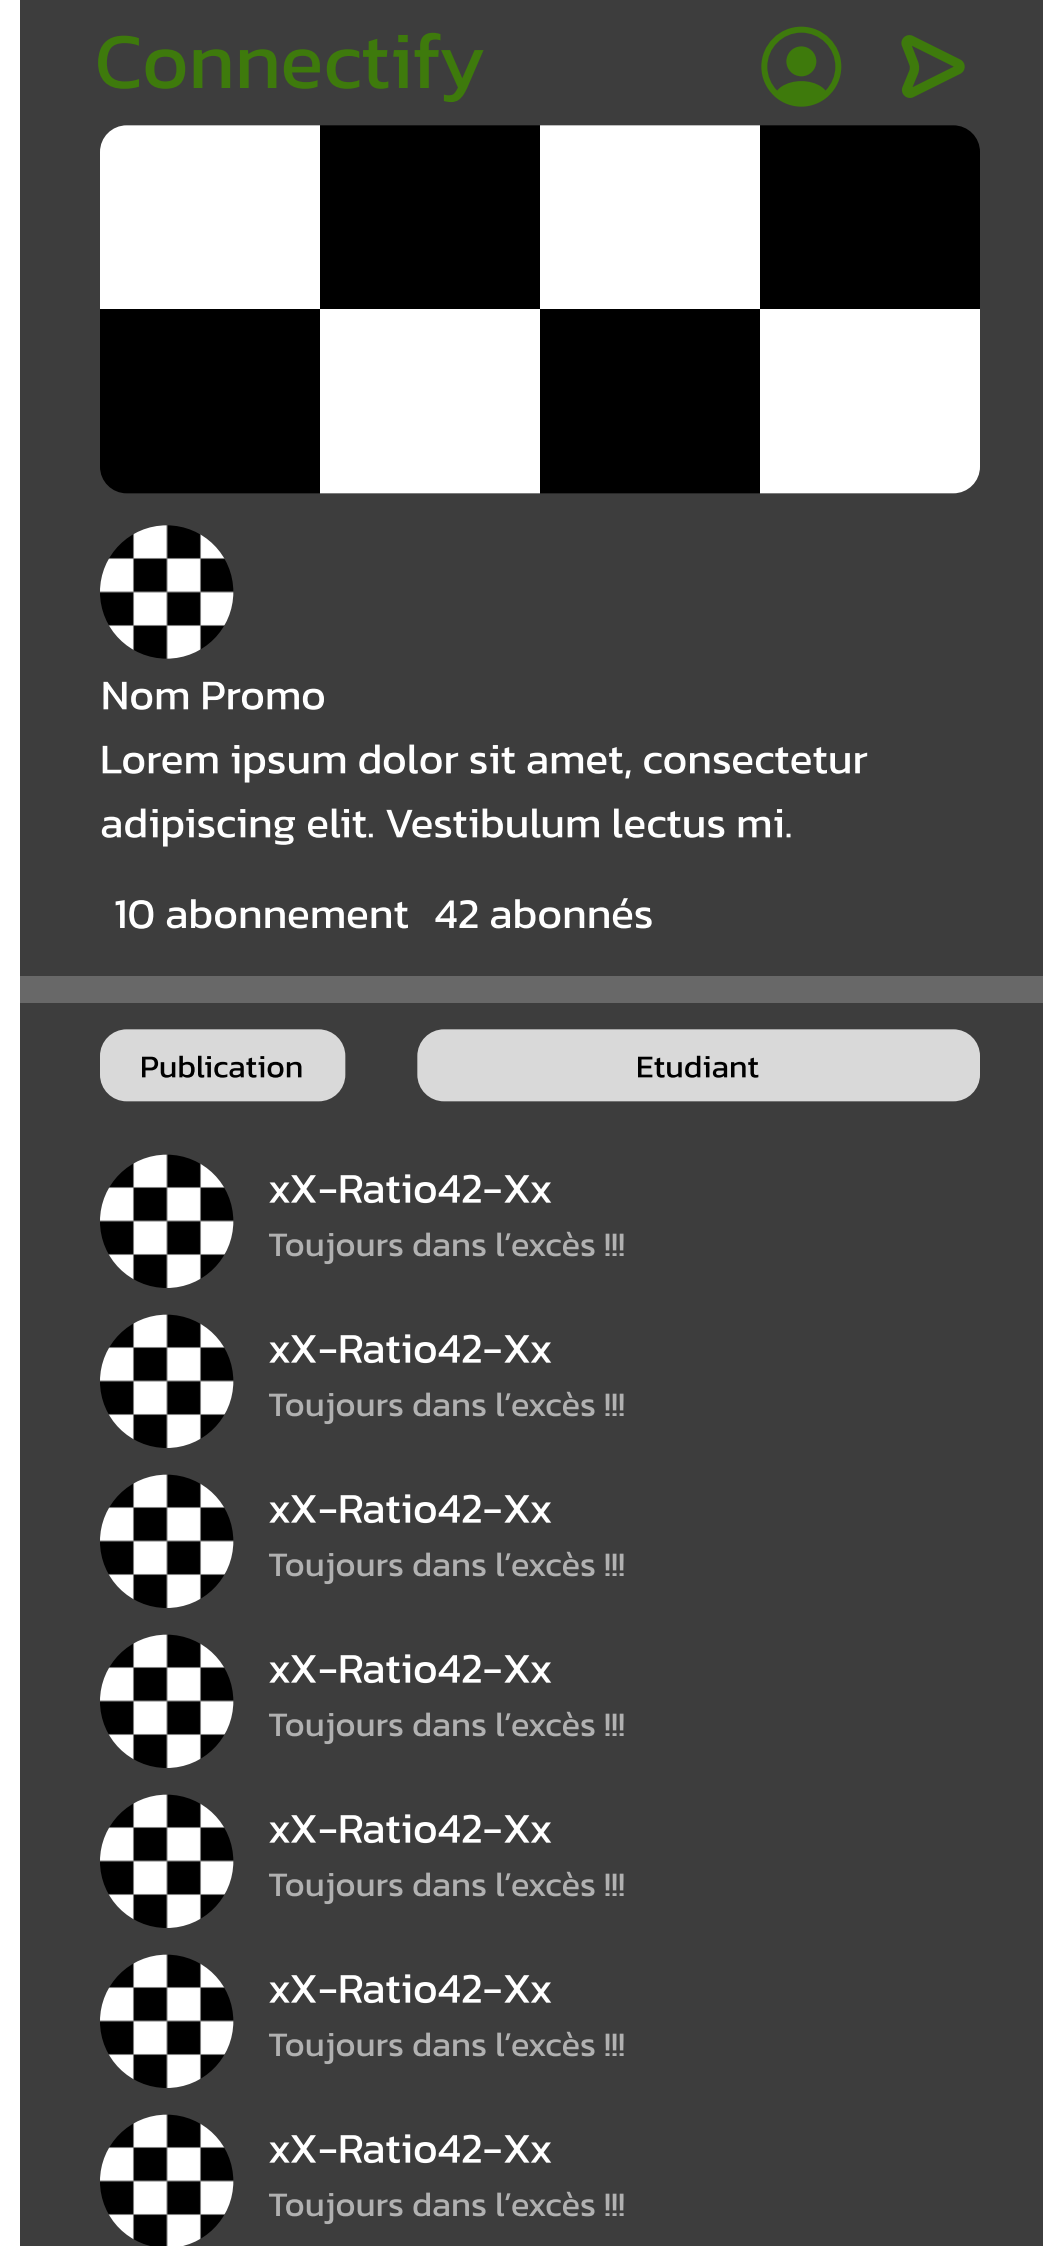 Connectify
Nom Promo
Lorem ipsum dolor sit amet, consectetur
adipiscing elit. Vestibulum lectus mi.
10 abonnement 42 abonnés
Publication Etudiant
xX-Ratio42-Xx
Toujours dans l’excès !!!
xX-Ratio42-Xx
Toujours dans l’excès !!!
xX-Ratio42-Xx
Toujours dans l’excès !!!
xX-Ratio42-Xx
Toujours dans l’excès !!!
xX-Ratio42-Xx
Toujours dans l’excès !!!
xX-Ratio42-Xx
Toujours dans l’excès !!!
xX-Ratio42-Xx
Toujours dans l’excès !!!